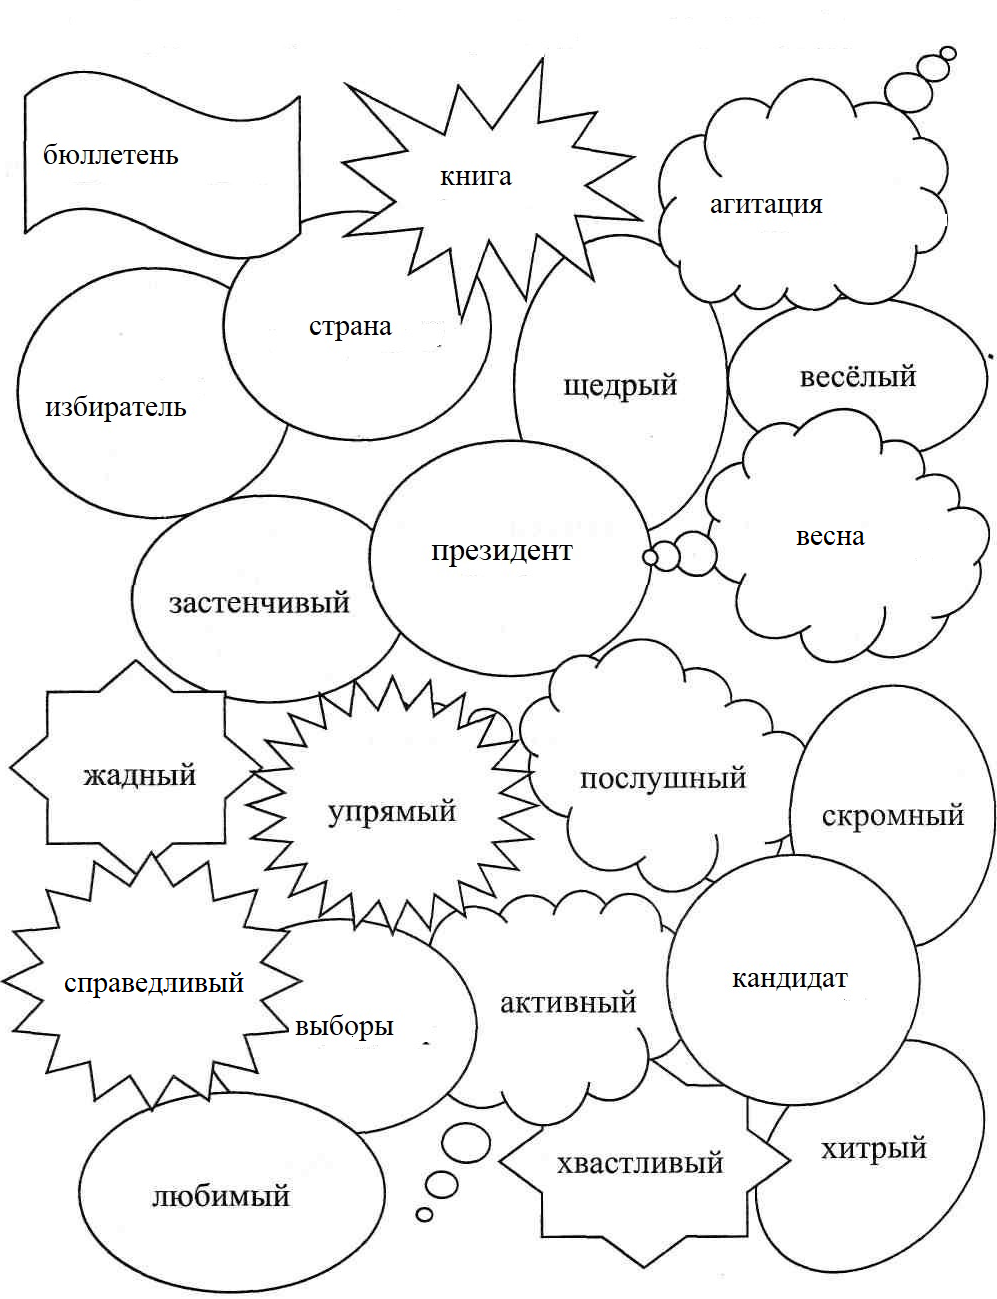 бюллетень
книга
агитация
страна
щедрый
весёлый
избиратель
президент
весна
застенчивый
жадный
упрямый
послушный
скромный
справедливый
выборы
активный
кандидат
любимый
хвастливый
хитрый